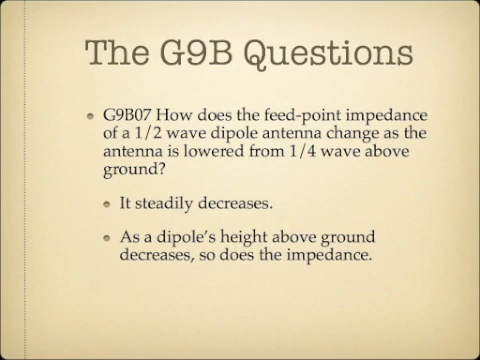 The G9B Questions
G9B07 How does the feed-point impedance
of a 1/2 wave dipole antenna change as the
antenna is lowered from 1/4 wave above
ground?
It steadily decreases.
As a dipole's height above ground
decreases, so does the impedance.